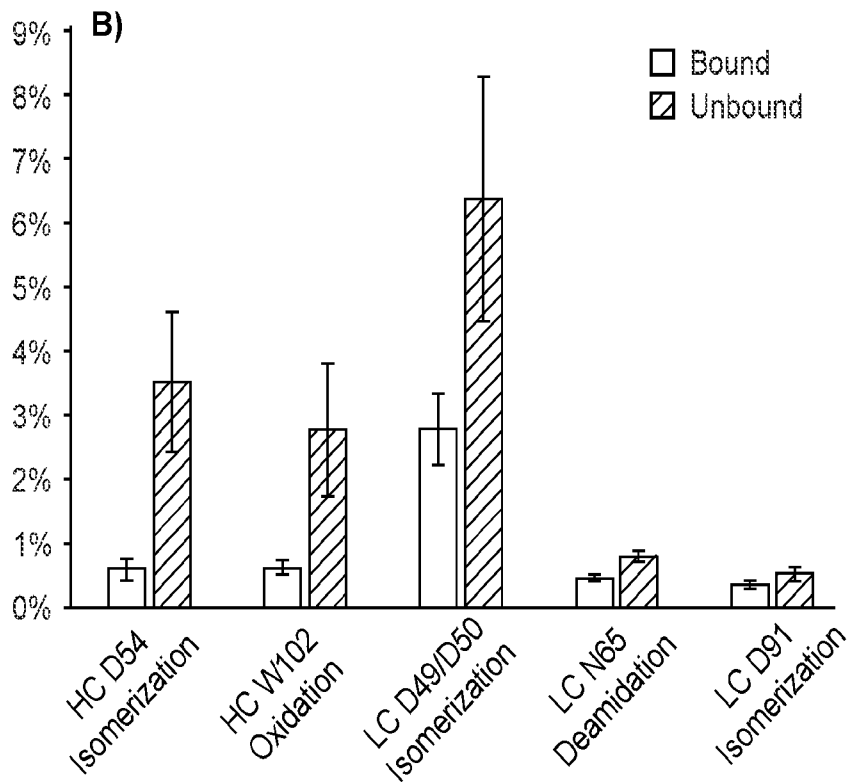 B)
9%
8%
7%
6%
5%
4%
3%
2%
1%
0%
Bound
Unbound
HC D54
Isomerization
HC W102
Oxidation
LC D49/D50
Isomerization
LC N65
Deamidation
LC D91
Isomerization